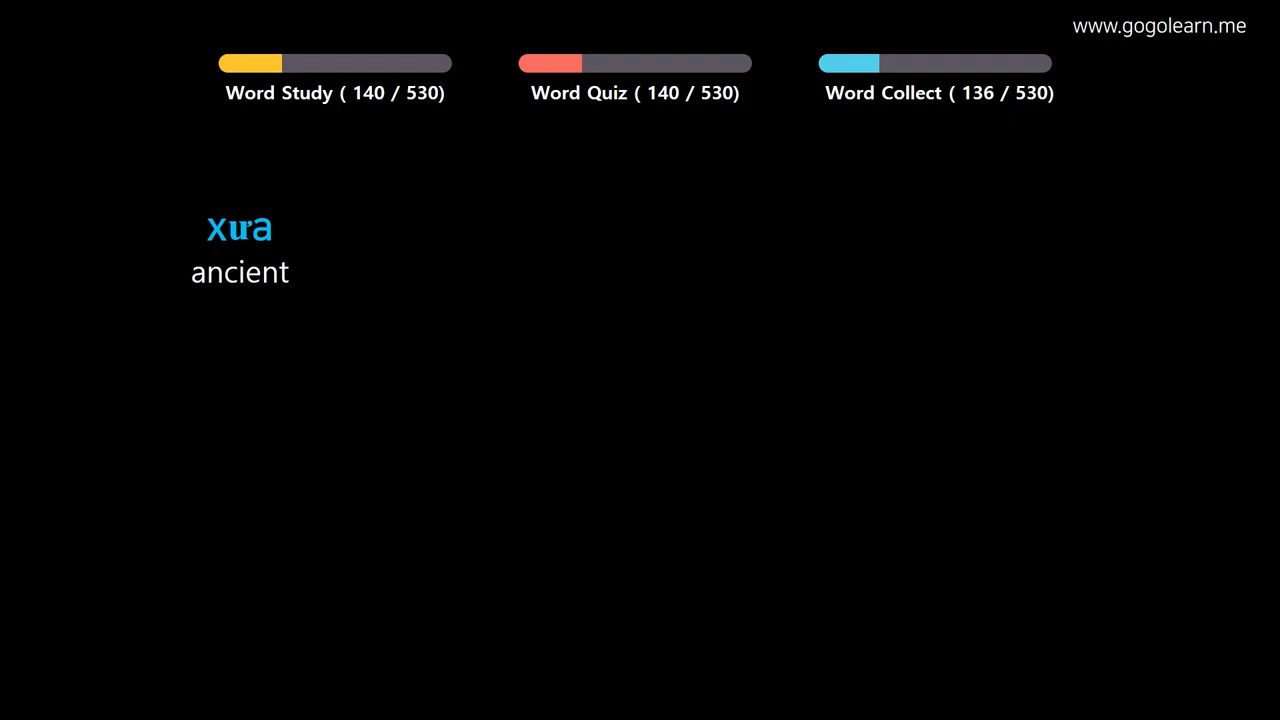 www.gogolearn.me
Word Study ( 140 / 530)
Word Quiz ( 140 / 530)
Word Collect ( 136 / 530)
xưa
ancient